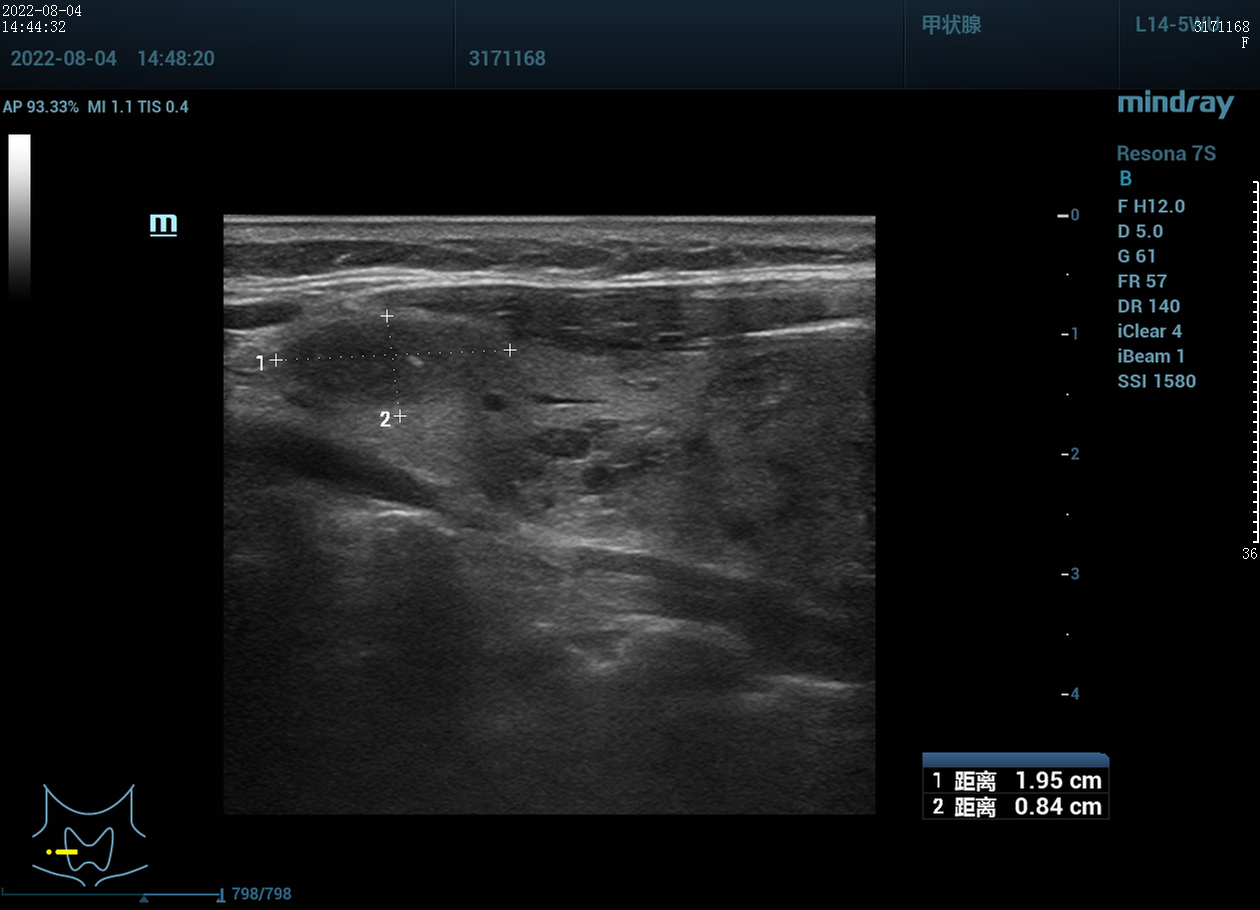 2022-08-04
14:44:32
2022-08-04 14:48:20
3171168
甲状腺
L14-5WU
3171168
F
AP 93.33% MI 1.1 TIS 0.4
mindray
Resona 7S
B
F H12.0
D 5.0
G 61
FR 57
DR 140
iClear 4
iBeam 1
SSI 1580
m
0
1
2
3
4
1
2
36
1 距离 1.95 cm
2 距离 0.84 cm
798/798